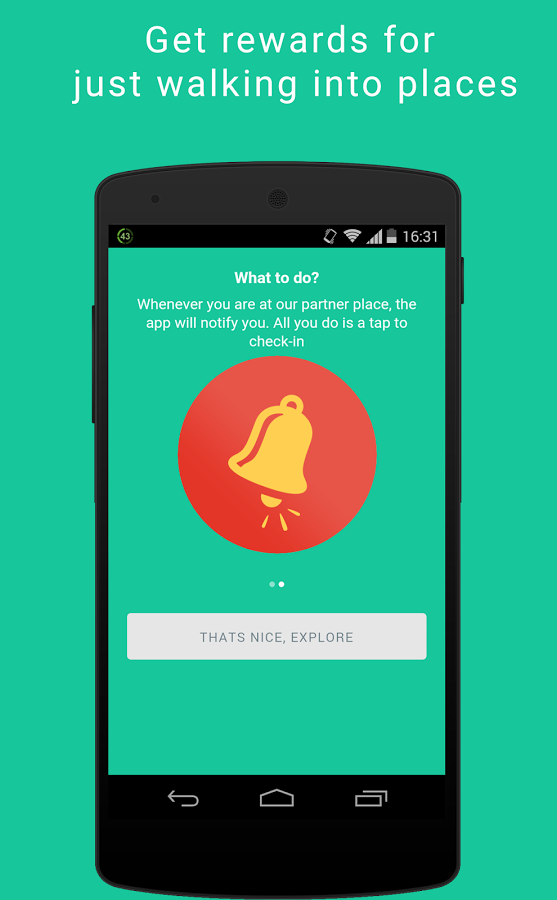 Get rewards for
just walking into places
43
16:31
What to do?
Whenever you are at our partner place, the
app will notify you. All you do is a tap to
check-in
THATS NICE, EXPLORE